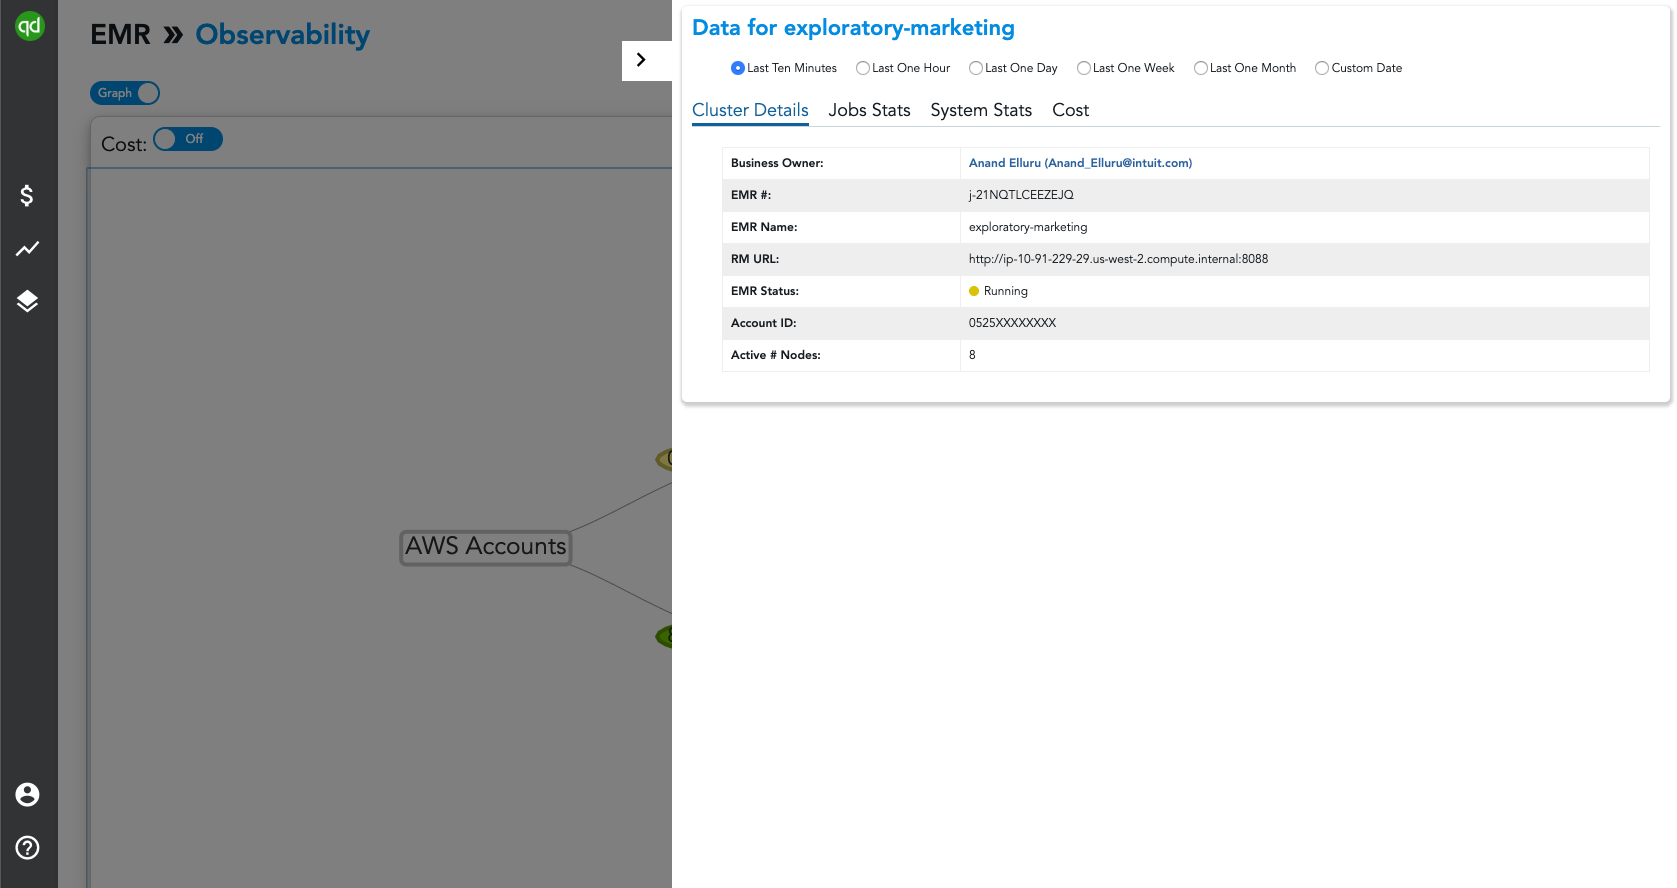 qd
EMR » Observability
Graph
Cost: Off
AWS Accounts
Data for exploratory-marketing
Last Ten Minutes Last One Hour Last One Day Last One Week Last One Month Custom Date
Cluster Details Jobs Stats System Stats Cost
Business Owner: Anand Elluru (Anand_Elluru@intuit.com)
EMR #: j-21NQTLCEEZEJQ
EMR Name: exploratory-marketing
RM URL: http://ip-10-91-229-29.us-west-2.compute.internal:8088
EMR Status: Running
Account ID: 0525XXXXXXXX
Active # Nodes: 8